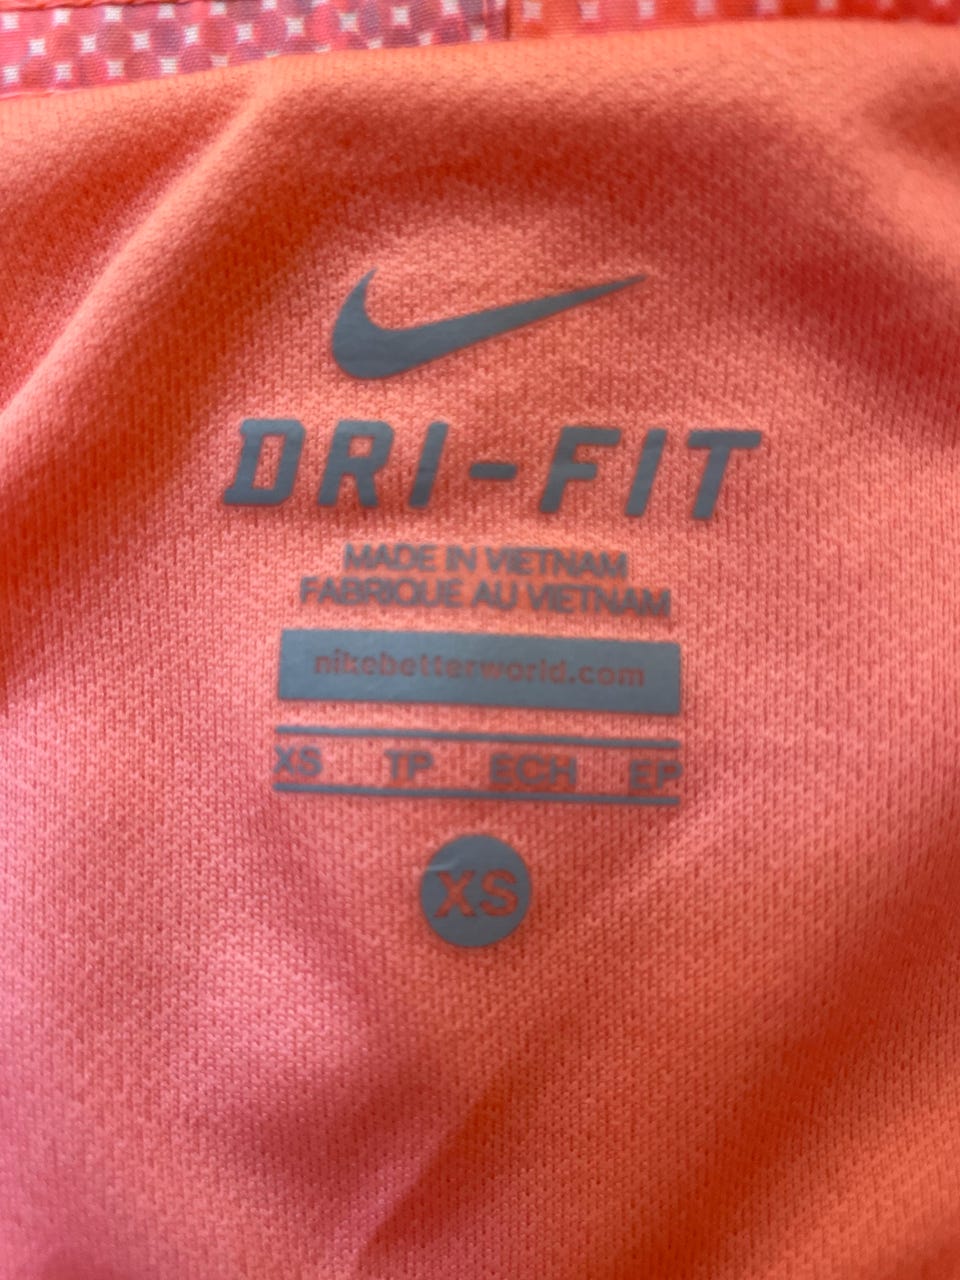 DRI-FIT
MADE IN VIETNAM
FABRIQUE AU VIETNAM
nikebetterworld.com
XS TP ECH EP
XS